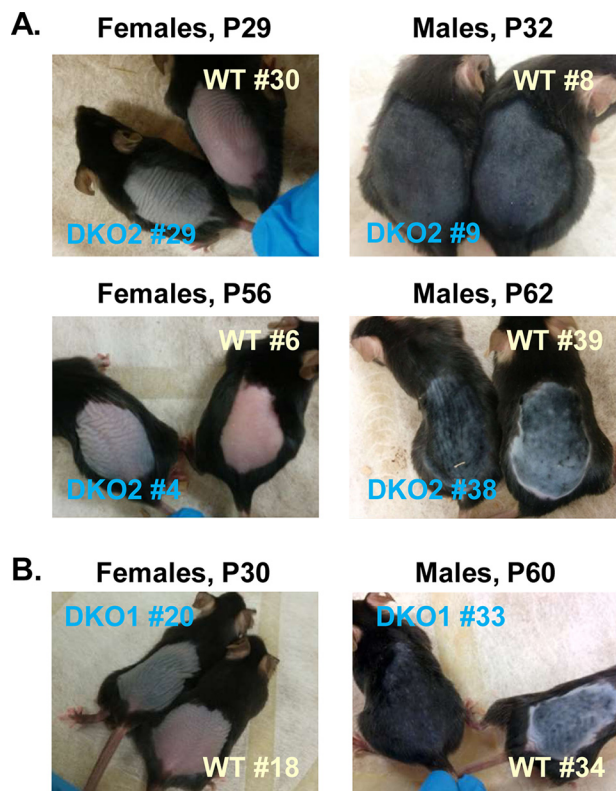 A.
Females, P29
Males, P32
WT #30
DKO2 #29
WT #8
DKO2 #9
Females, P56
Males, P62
WT #6
DKO2 #4
WT #39
DKO2 #38
B.
Females, P30
Males, P60
DKO1 #20
WT #18
DKO1 #33
WT #34